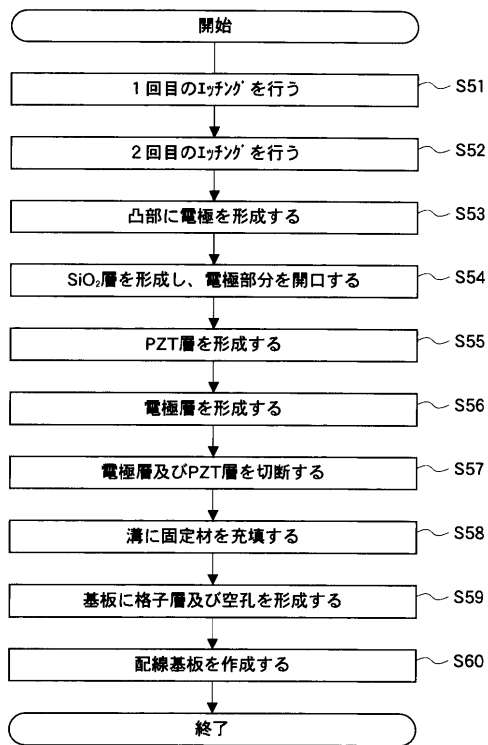 開始
1回目のｴｯﾁﾝｸﾞを行う S51
2回目のｴｯﾁﾝｸﾞを行う S52
凸部に電極を形成する S53
SiO₂層を形成し、電極部分を開口する S54
PZT層を形成する S55
電極層を形成する S56
電極層及びPZT層を切断する S57
溝に固定材を充填する S58
基板に格子層及び空孔を形成する S59
配線基板を作成する S60
終了